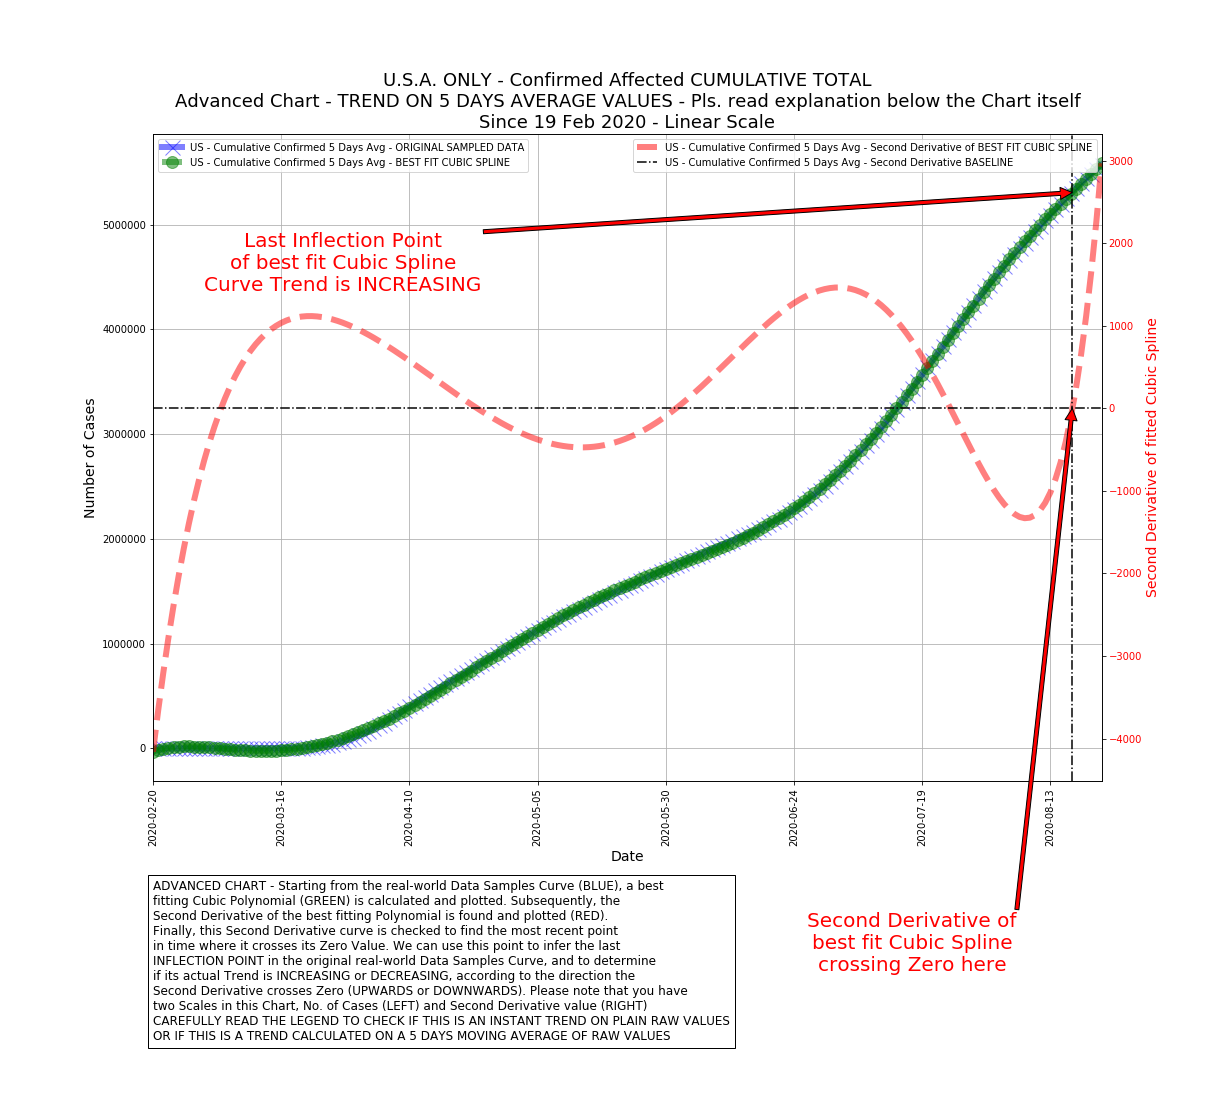 U.S.A. ONLY - Confirmed Affected CUMULATIVE TOTAL
Advanced Chart - TREND ON 5 DAYS AVERAGE VALUES - Pls. read explanation below the Chart itself
Since 19 Feb 2020 - Linear Scale
US - Cumulative Confirmed 5 Days Avg - ORIGINAL SAMPLED DATA
US - Cumulative Confirmed 5 Days Avg - BEST FIT CUBIC SPLINE
US - Cumulative Confirmed 5 Days Avg - Second Derivative of BEST FIT CUBIC SPLINE
US - Cumulative Confirmed 5 Days Avg - Second Derivative BASELINE
Last Inflection Point
of best fit Cubic Spline
Curve Trend is INCREASING
Number of Cases
5000000
4000000
3000000
2000000
1000000
0
3000
2000
1000
0
−1000
−2000
−3000
−4000
Second Derivative of fitted Cubic Spline
2020-02-20
2020-03-16
2020-04-10
2020-05-05
2020-05-30
2020-06-24
2020-07-19
2020-08-13
Date
ADVANCED CHART - Starting from the real-world Data Samples Curve (BLUE), a best
fitting Cubic Polynomial (GREEN) is calculated and plotted. Subsequently, the
Second Derivative of the best fitting Polynomial is found and plotted (RED).
Finally, this Second Derivative curve is checked to find the most recent point
in time where it crosses its Zero Value. We can use this point to infer the last
INFLECTION POINT in the original real-world Data Samples Curve, and to determine
if its actual Trend is INCREASING or DECREASING, according to the direction the
Second Derivative crosses Zero (UPWARDS or DOWNWARDS). Please note that you have
two Scales in this Chart, No. of Cases (LEFT) and Second Derivative value (RIGHT)
CAREFULLY READ THE LEGEND TO CHECK IF THIS IS AN INSTANT TREND ON PLAIN RAW VALUES
OR IF THIS IS A TREND CALCULATED ON A 5 DAYS MOVING AVERAGE OF RAW VALUES
Second Derivative of
best fit Cubic Spline
crossing Zero here